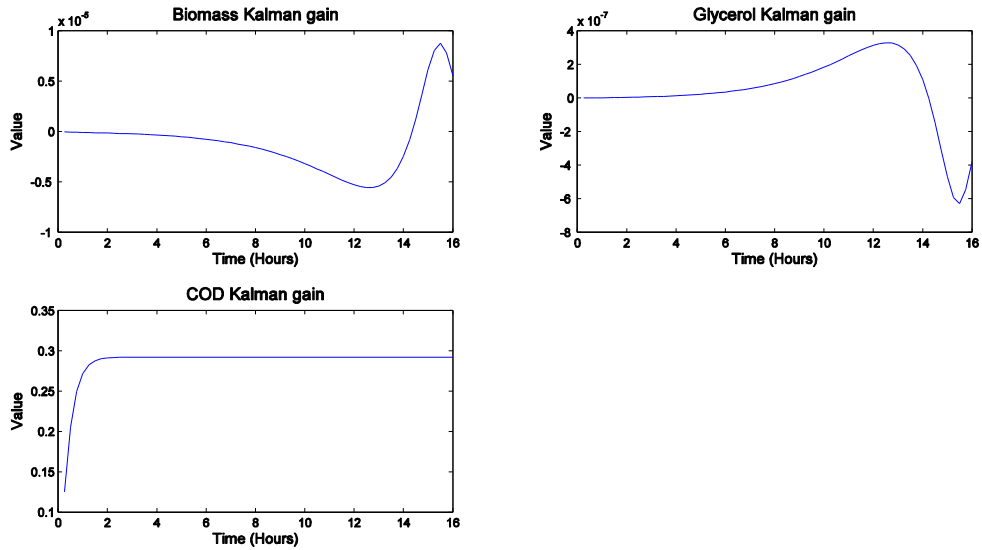 Biomass Kalman gain
x 10^-5
1
0.5
0
-0.5
-1
Value
0 2 4 6 8 10 12 14 16
Time (Hours)
Glycerol Kalman gain
x 10^-7
4
2
0
-2
-4
-6
-8
Value
0 2 4 6 8 10 12 14 16
Time (Hours)
COD Kalman gain
0.35
0.3
0.25
0.2
0.15
0.1
Value
0 2 4 6 8 10 12 14 16
Time (Hours)